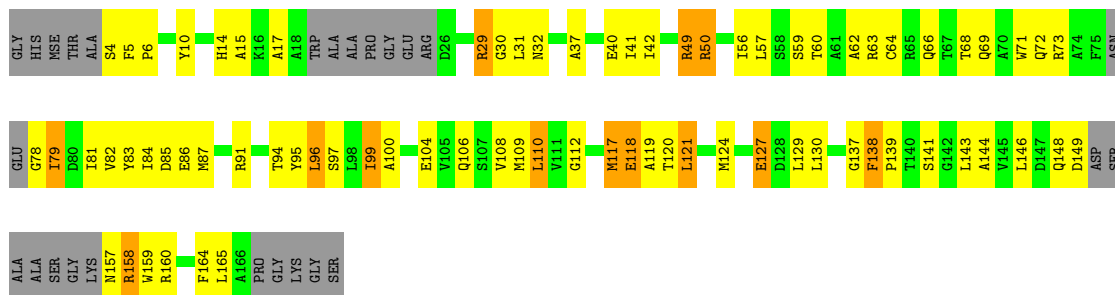 GLY HIS MSE THR ALA S4 F5 P6 Y10 H14 A15 K16 A17 A18 TRP ALA ALA PRO GLY GLU ARG D26 R29 G30 L31 N32 A37 E40 I41 I42 R49 R50 I56 L57 S58 S59 T60 A61 A62 R63 C64 R65 Q66 T67 T68 Q69 A70 W71 Q72 R73 A74 F75 ASN
GLU G78 I79 D80 I81 V82 Y83 I84 D85 E86 M87 R91 T94 Y95 L96 S97 L98 I99 A100 E104 V105 Q106 S107 V108 M109 L110 V111 G112 M117 E118 A119 T120 L121 M124 E127 D128 L129 L130 G137 F138 P139 T140 S141 G142 L143 A144 V145 L146 D147 Q148 D149 ASP SER
ALA ALA SER GLY LYS N157 R158 W159 R160 F164 L165 A166 PRO GLY LYS GLY SER